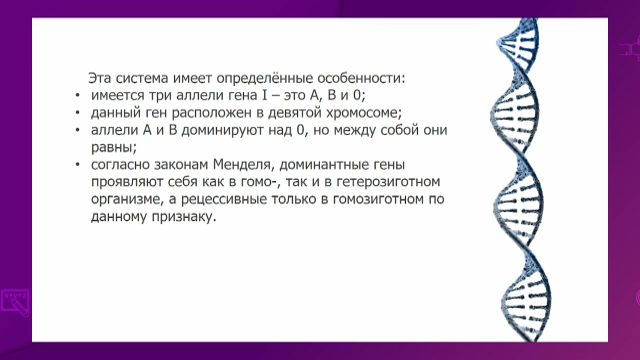 Эта система имеет определённые особенности:
• имеется три аллели гена I – это А, В и 0;
• данный ген расположен в девятой хромосоме;
• аллели А и В доминируют над 0, но между собой они
равны;
• согласно законам Менделя, доминантные гены
проявляют себя как в гомо-, так и в гетерозиготном
организме, а рецессивные только в гомозиготном по
данному признаку.